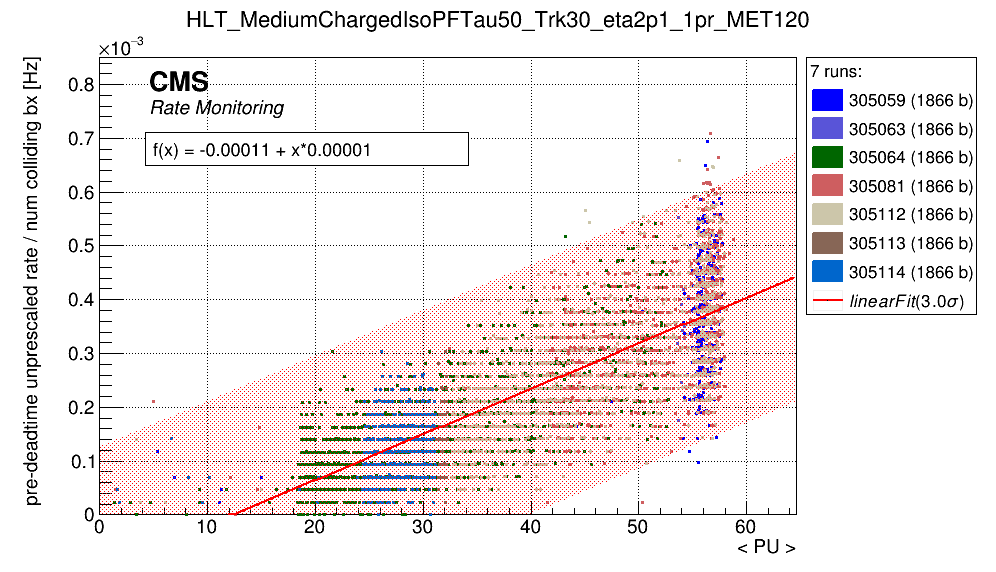 HLT_MediumChargedIsoPFTau50_Trk30_eta2p1_1pr_MET120
×10⁻³
CMS
Rate Monitoring
f(x) = -0.00011 + x*0.00001
pre-deadtime unprescaled rate / num colliding bx [Hz]
0.8
0.7
0.6
0.5
0.4
0.3
0.2
0.1
0
0 10 20 30 40 50 60
< PU >
7 runs:
305059 (1866 b)
305063 (1866 b)
305064 (1866 b)
305081 (1866 b)
305112 (1866 b)
305113 (1866 b)
305114 (1866 b)
linearFit(3.0σ)